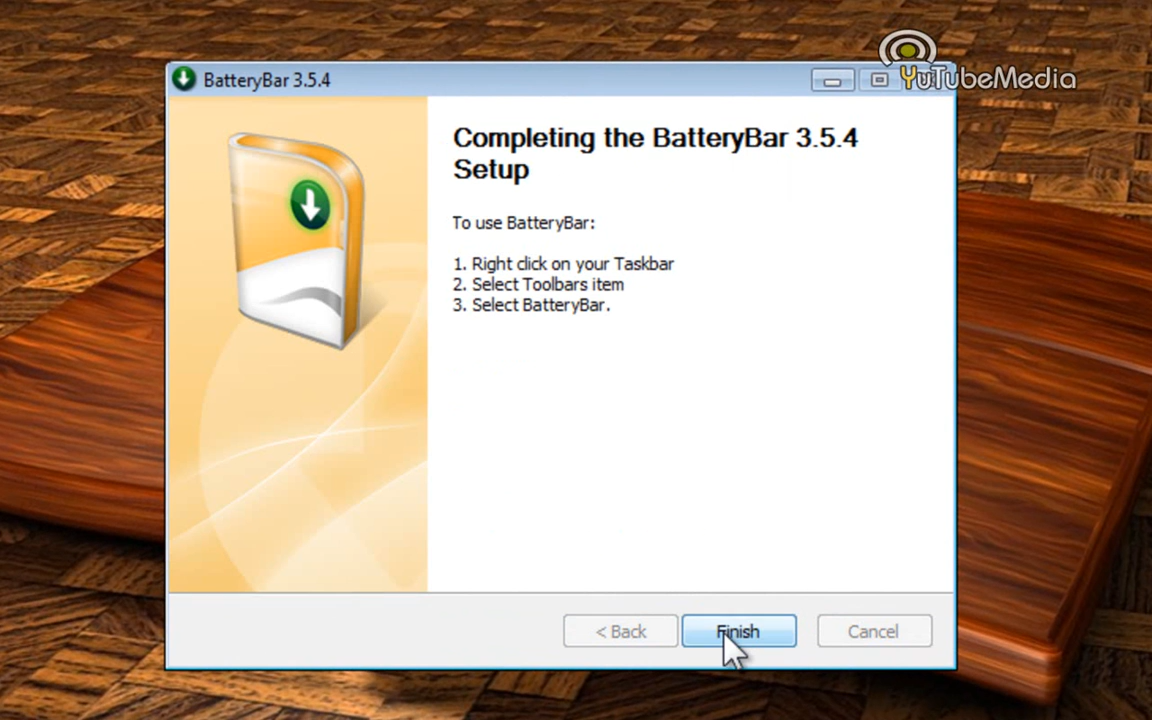 YuTubeMedia
BatteryBar 3.5.4
Completing the BatteryBar 3.5.4
Setup
To use BatteryBar:
1. Right click on your Taskbar
2. Select Toolbars item
3. Select BatteryBar.
< Back
Finish
Cancel